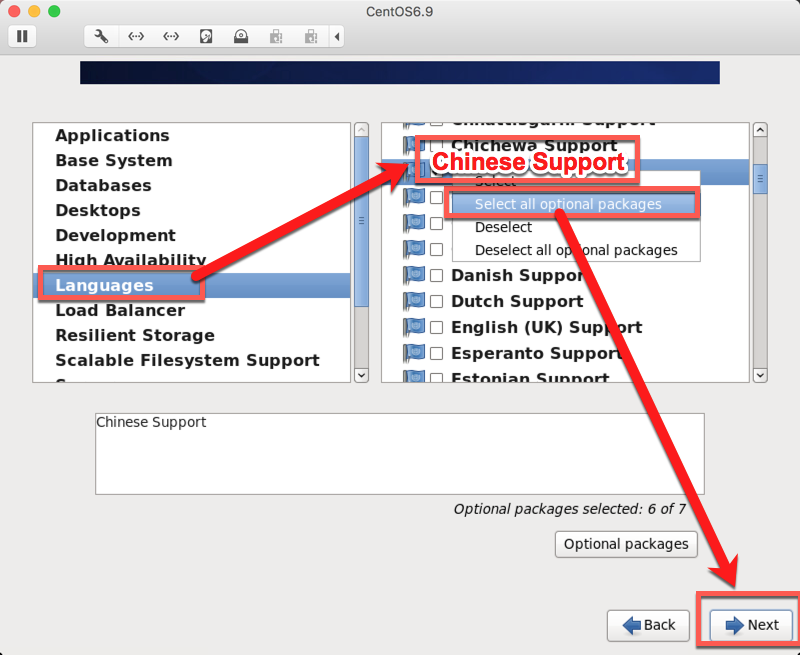 CentOS6.9
Applications
Base System
Databases
Desktops
Development
High Availability
Languages
Load Balancer
Resilient Storage
Scalable Filesystem Support
Chhattisgarhi Support
Chichewa Support
Chinese Support
Select
Select all optional packages
Deselect
Deselect all optional packages
Danish Support
Dutch Support
English (UK) Support
Esperanto Support
Estonian Support
Chinese Support
Optional packages selected: 6 of 7
Optional packages
Back
Next